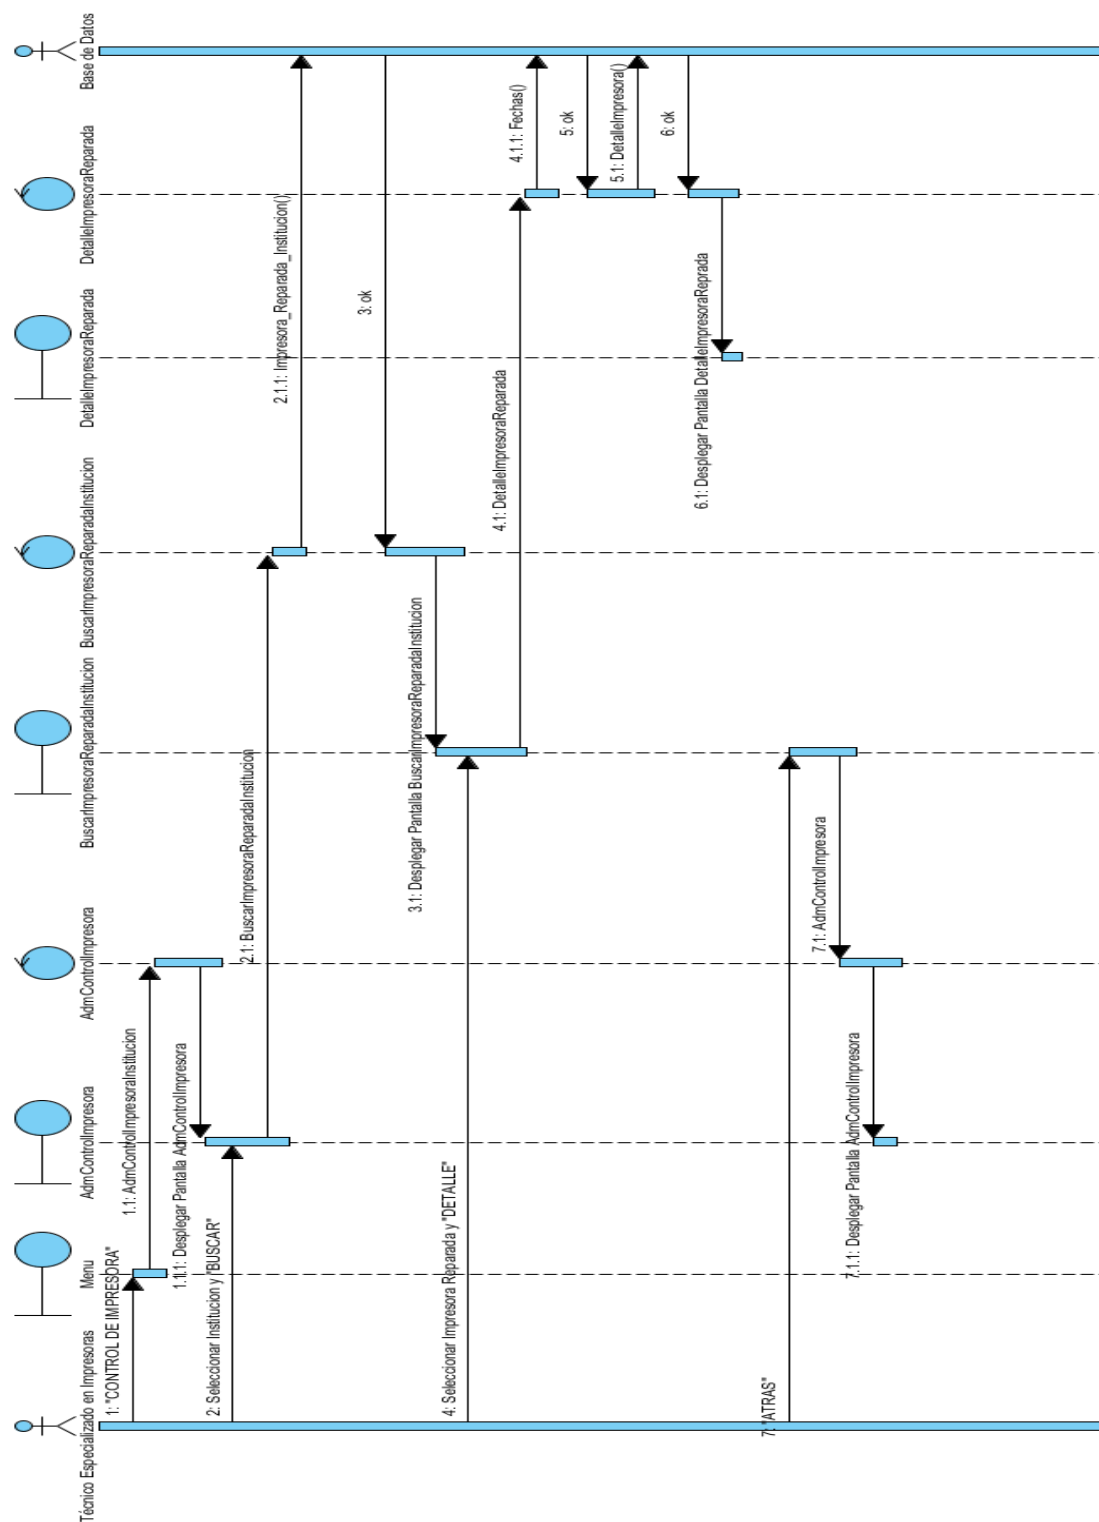 Técnico Especializado en Impresoras
Menu
AdmControlImpresora
AdmControlImpresora
BuscarImpresoraReparadaInstitucion
BuscarImpresoraReparadaInstitucion
DetalleImpresoraReparada
DetalleImpresoraReparada
Base de Datos
1: "CONTROL DE IMPRESORA"
1.1: AdmControlImpresoraInstitucion
1.1.1: Desplegar Pantalla AdmControlImpresora
2: Seleccionar Institucion y "BUSCAR"
2.1: BuscarImpresoraReparadaInstitucion
2.1.1: Impresora_Reparada_Institucion()
3: ok
3.1: Desplegar Pantalla BuscarImpresoraReparadaInstitucion
4: Seleccionar Impresora Reparada y "DETALLE"
4.1: DetalleImpresoraReparada
4.1.1: Fechas()
5: ok
5.1: DetalleImpresora()
6: ok
6.1: Desplegar Pantalla DetalleImpresoraReprada
7: "ATRAS"
7.1: AdmControlImpresora
7.1.1: Desplegar Pantalla AdmControlImpresora